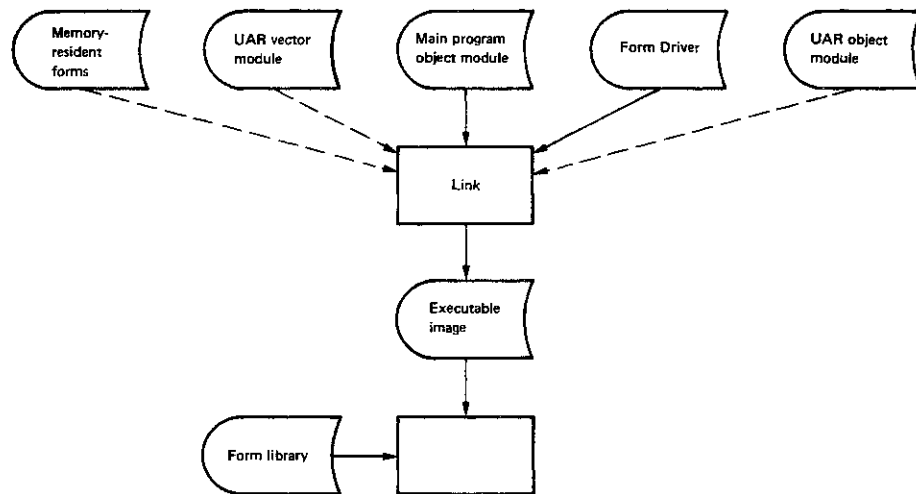 Memory-
resident
forms
UAR vector
module
Main program
object module
Form Driver
UAR object
module
Link
Executable
image
Form library